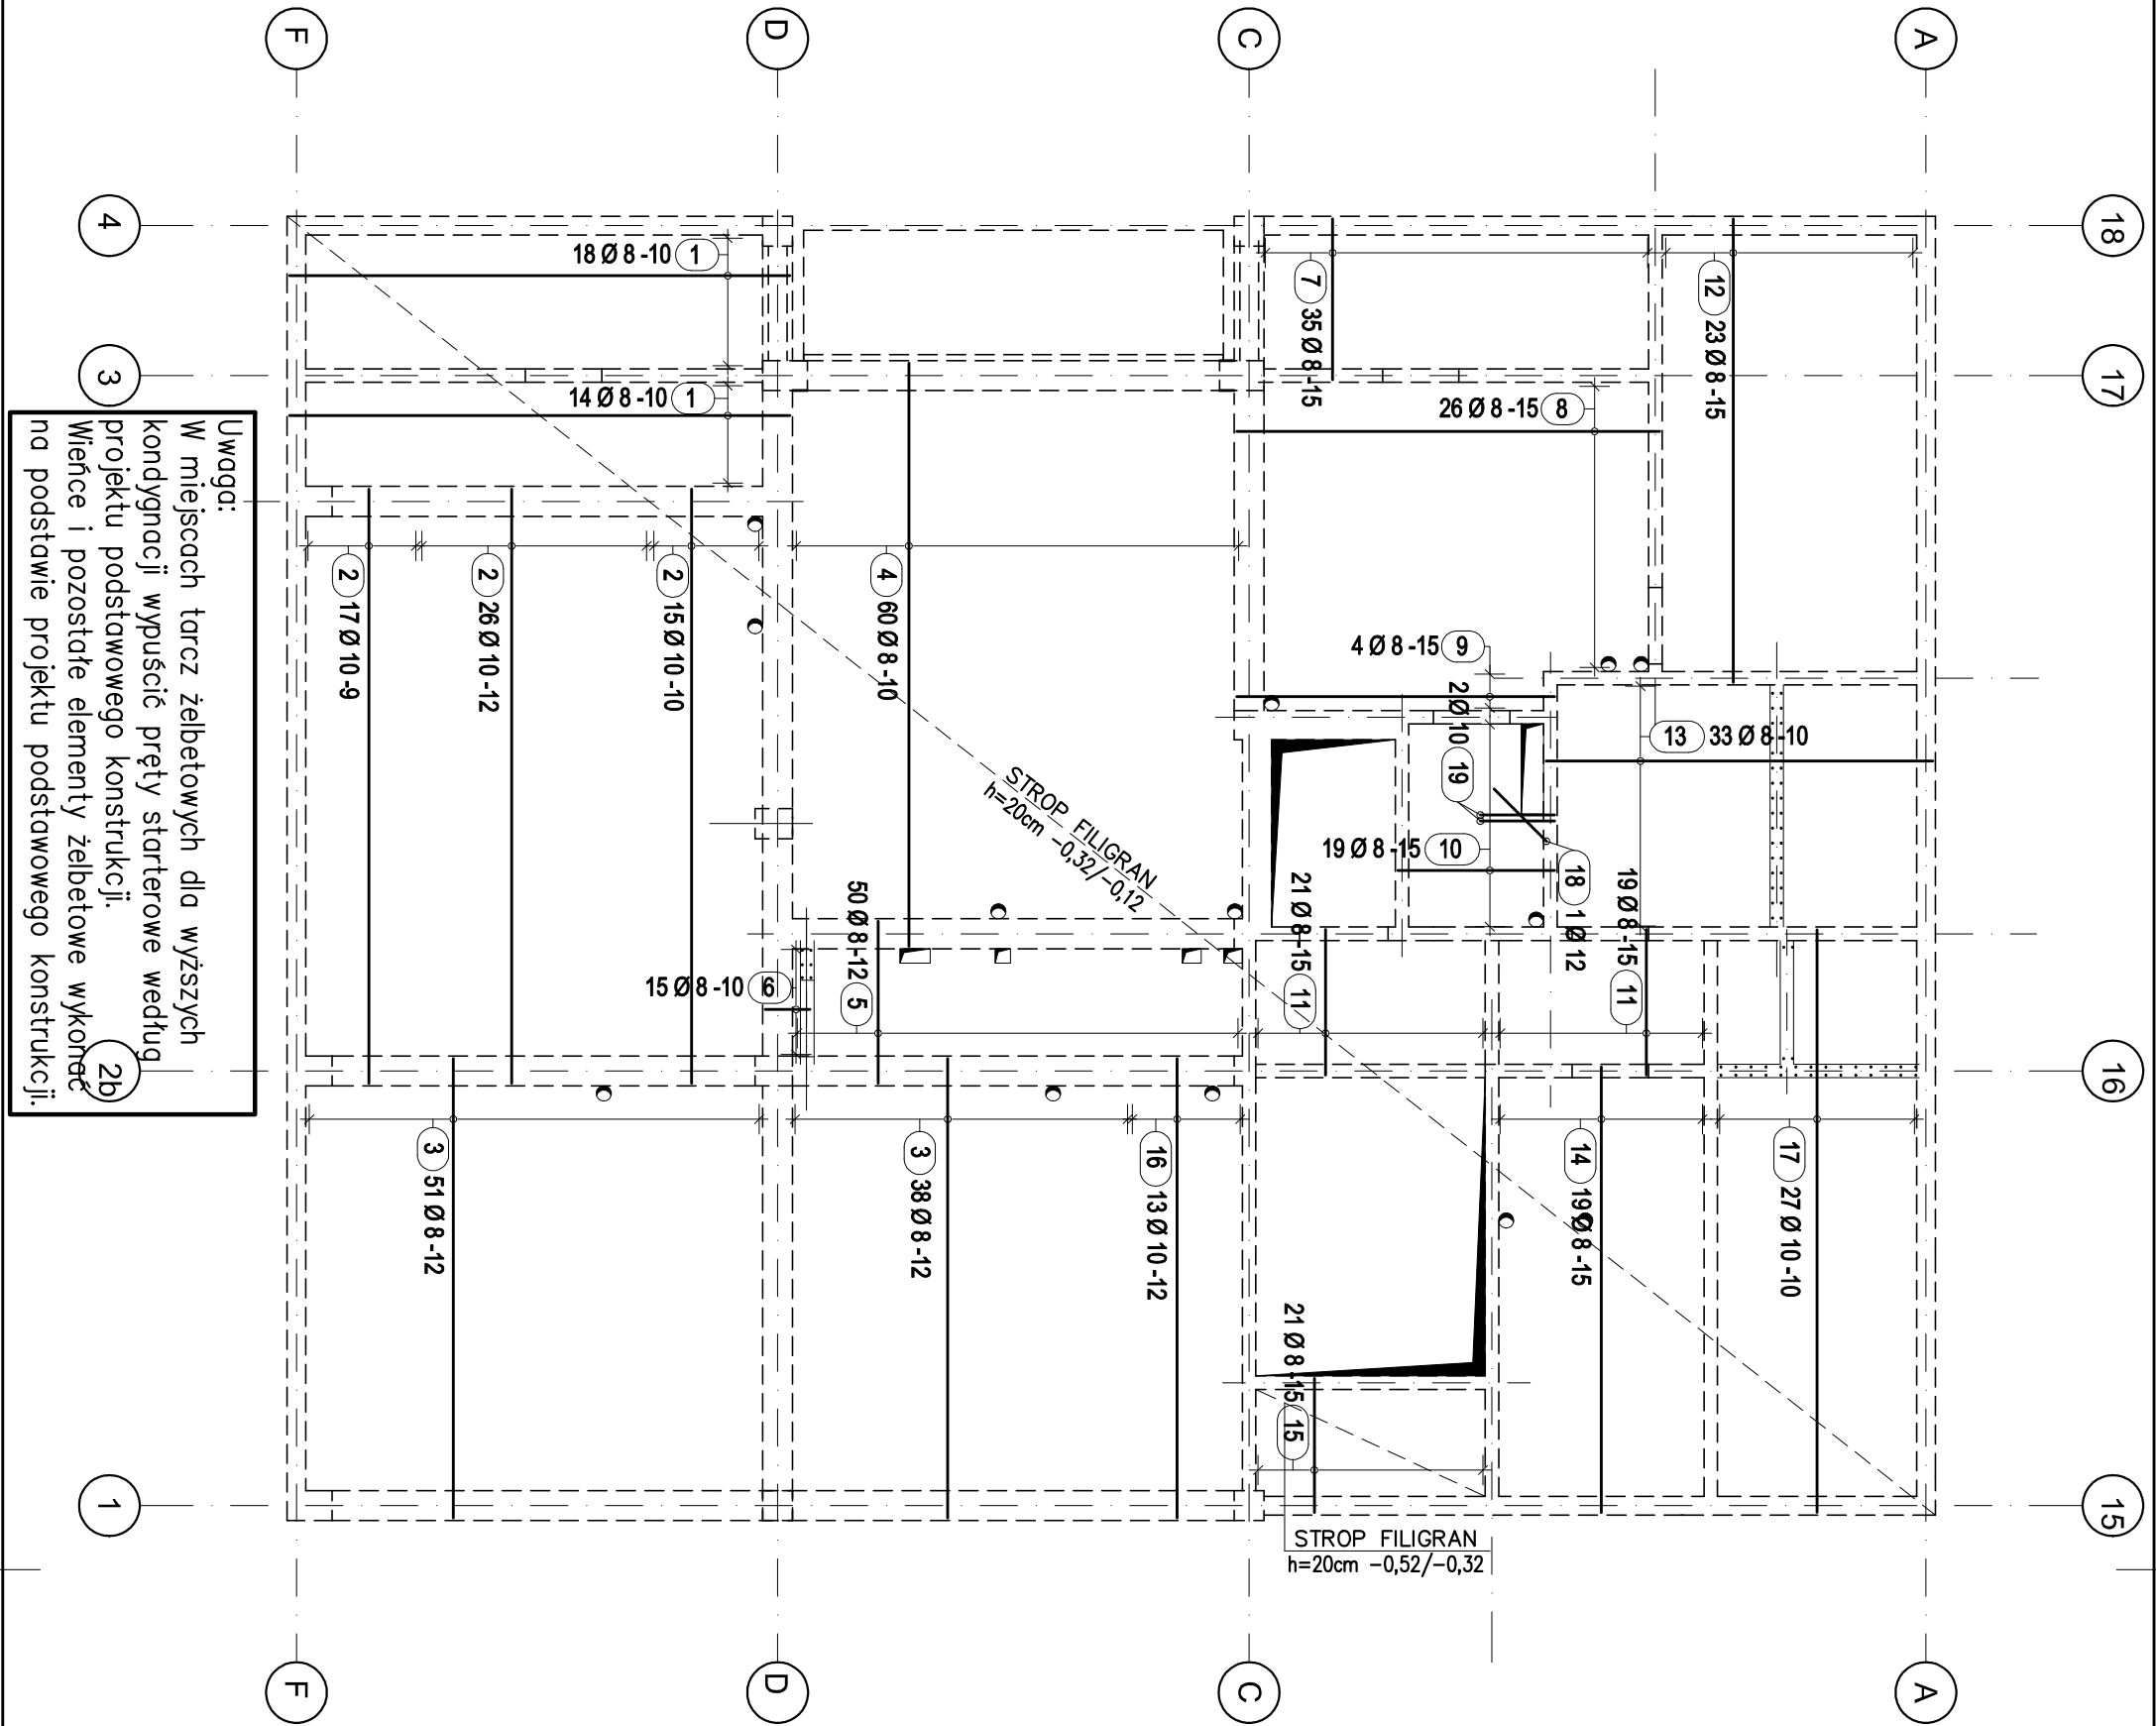 F
D
C
A
4
18
3
17
2b
16
1
15
F
D
C
A
18 Ø 8 -10 1
14 Ø 8 -10 1
7 35 Ø 8 -15
12 23 Ø 8 -15
26 Ø 8 -15 8
2 17 Ø 10 -9
2 26 Ø 10 -12
2 15 Ø 10 -10
4 60 Ø 8 -10
4 Ø 8 -15 9
2 Ø 10 19
13 33 Ø 8 -10
19 Ø 8 -15 10
18 1 Ø 12
STROP FILIGRAN
h=20cm -0,32/-0,12
50 Ø 8 -12 5
15 Ø 8 -10 6
21 Ø 8 -15 11
19 Ø 8 -15 11
3 51 Ø 8 -12
3 38 Ø 8 -12
16 13 Ø 10 -12
14 19 Ø 8 -15
17 27 Ø 10 -10
21 Ø 8 -15 15
STROP FILIGRAN
h=20cm -0,52/-0,32
Uwaga:
W miejscach tarcz żelbetowych dla wyższych
kondygnacji wypuścić pręty starterowe według
projektu podstawowego konstrukcji.
Wieńce i pozostałe elementy żelbetowe wykonać
na podstawie projektu podstawowego konstrukcji.